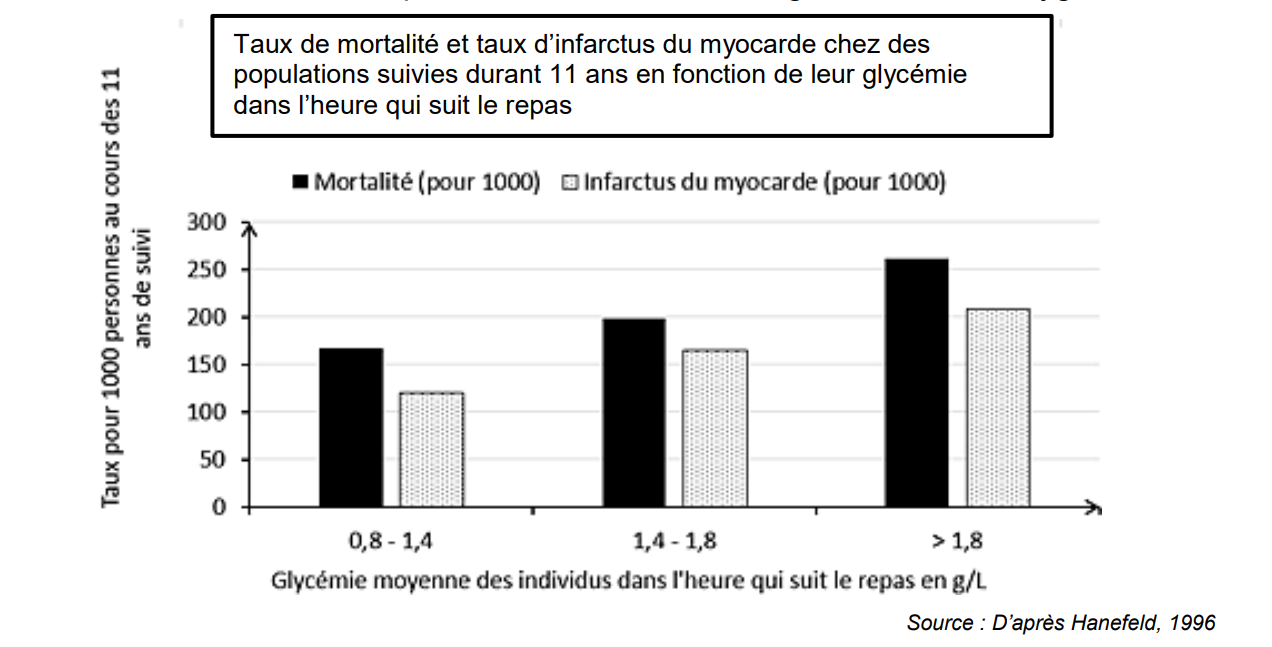 Taux de mortalité et taux d’infarctus du myocarde chez des
populations suivies durant 11 ans en fonction de leur glycémie
dans l’heure qui suit le repas
Taux pour 1000 personnes au cours des 11
ans de suivi
Mortalité (pour 1000) Infarctus du myocarde (pour 1000)
300
250
200
150
100
50
0
0,8 - 1,4 1,4 - 1,8 > 1,8
Glycémie moyenne des individus dans l'heure qui suit le repas en g/L
Source : D’après Hanefeld, 1996